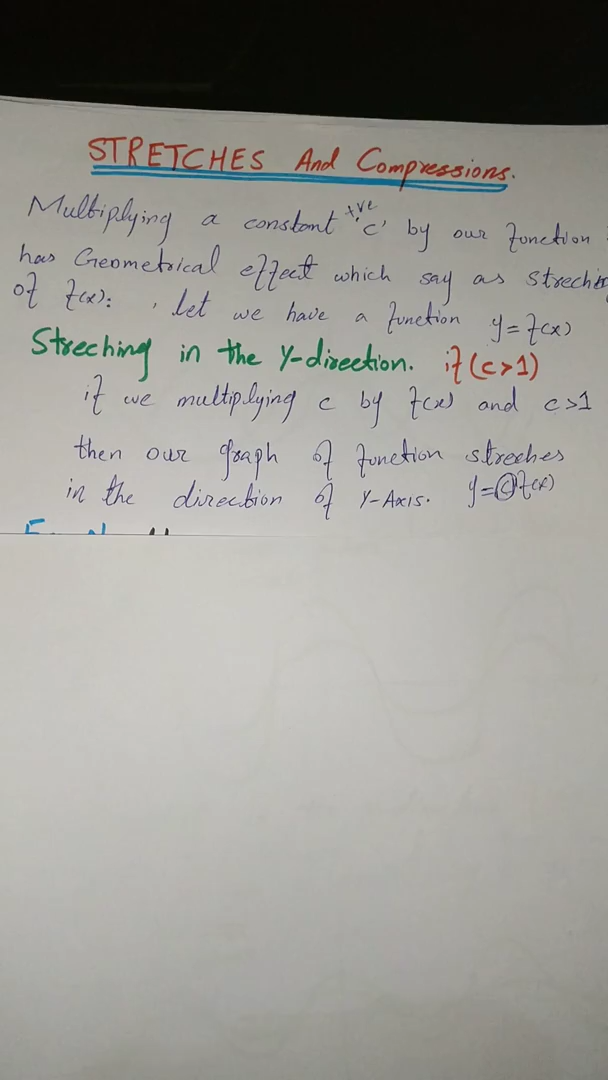 STRETCHES And Compressions.
Multiplying a constant +ve 'c' by our function
has Geometrical effect which say as streching
of f(x). , let we have a function y=f(x)
Streching in the Y-direction. if (c>1)
if we multiplying c by f(x) and c>1
then our graph of function streches
in the direction of Y-Axis. y=cf(x)